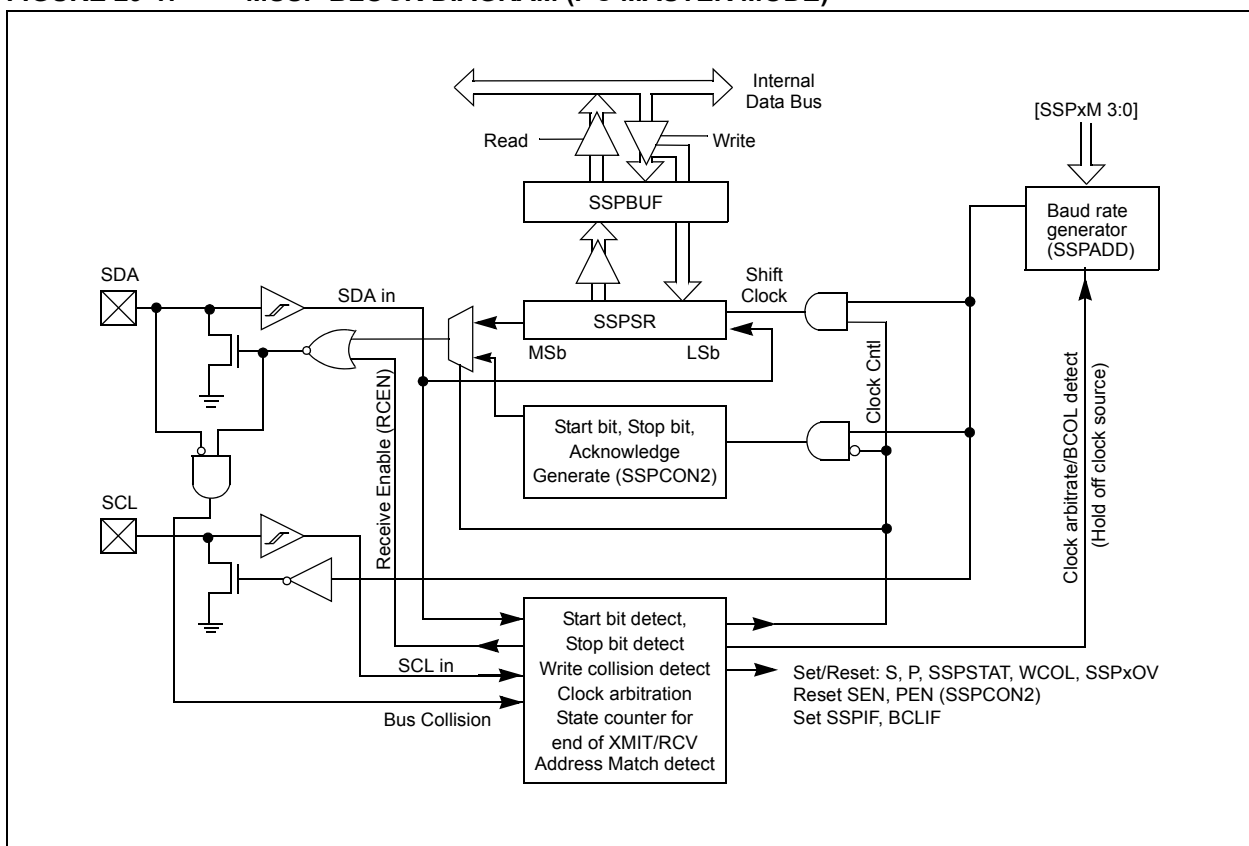 Internal
Data Bus
[SSPxM 3:0]
Read
Write
SSPBUF
Baud rate
generator
(SSPADD)
SDA
SDA in
Shift
Clock
SSPSR
MSb
LSb
Clock Cntl
Start bit, Stop bit,
Acknowledge
Generate (SSPCON2)
Receive Enable (RCEN)
Clock arbitrate/BCOL detect
(Hold off clock source)
SCL
SCL in
Bus Collision
Start bit detect,
Stop bit detect
Write collision detect
Clock arbitration
State counter for
end of XMIT/RCV
Address Match detect
Set/Reset: S, P, SSPSTAT, WCOL, SSPxOV
Reset SEN, PEN (SSPCON2)
Set SSPIF, BCLIF